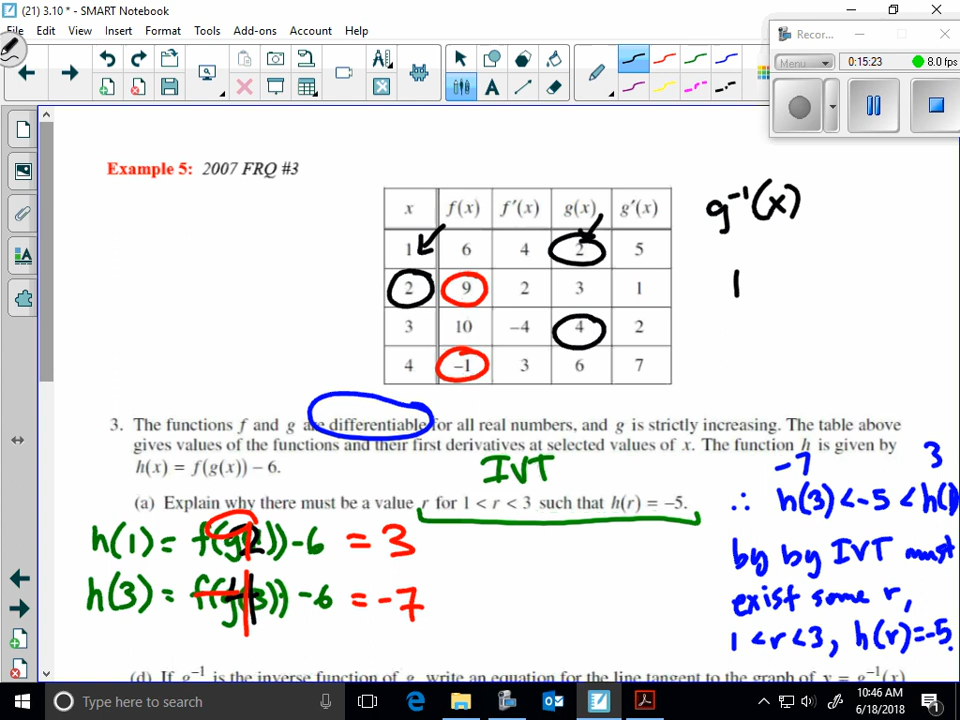 (21) 3.10 * - SMART Notebook
File Edit View Insert Format Tools Add-ons Account Help
Recor...
Menu 0:15:23 8.0 fps
Example 5: 2007 FRQ #3
x f(x) f′(x) g(x) g′(x)
1 6 4 2 5
2 9 2 3 1
3 10 −4 4 2
4 −1 3 6 7
g⁻¹(x)
1
3. The functions f and g are differentiable for all real numbers, and g is strictly increasing. The table above
gives values of the functions and their first derivatives at selected values of x. The function h is given by
h(x) = f(g(x)) − 6.
IVT
(a) Explain why there must be a value r for 1 < r < 3 such that h(r) = −5.
h(1) = f(g(1)) - 6 = 3
h(3) = f(g(3)) - 6 = -7
-7 3
∴ h(3) < -5 < h(1)
by by IVT must
exist some r,
1 < r < 3, h(r) = -5.
(d) If g⁻¹ is the inverse function of g, write an equation for the line tangent to the graph of y = g⁻¹(x)
Type here to search
10:46 AM
6/18/2018